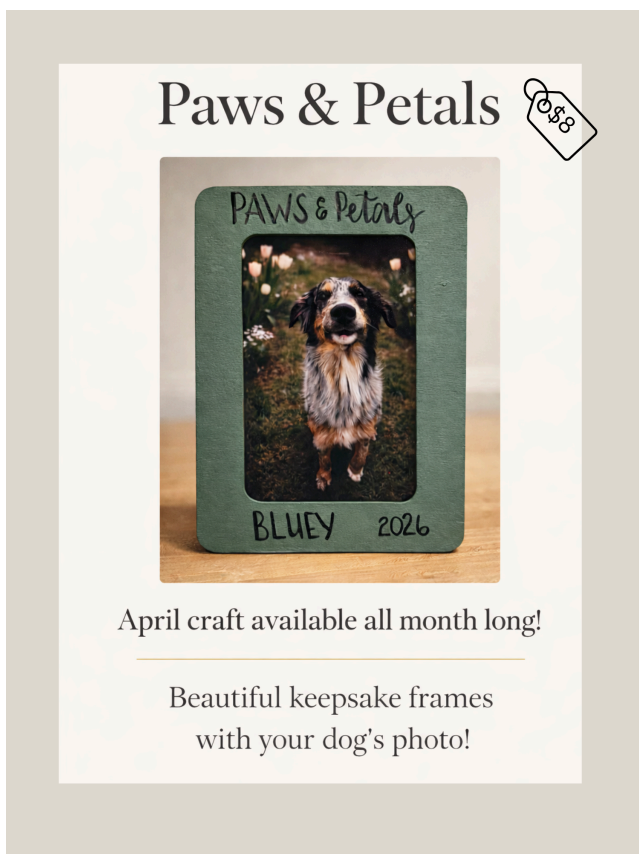 Paws & Petals
$8
PAWS & Petals
BLUEY 2026
April craft available all month long!
Beautiful keepsake frames
with your dog's photo!